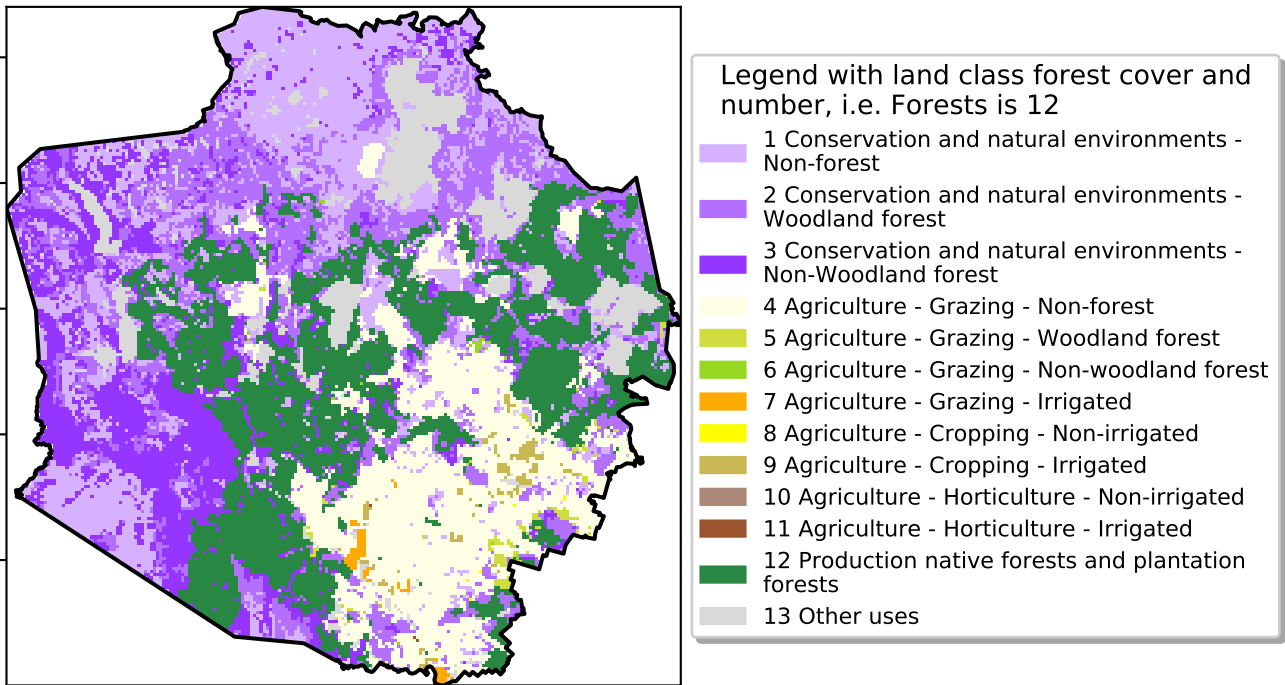 Legend with land class forest cover and
number, i.e. Forests is 12
1 Conservation and natural environments -
Non-forest
2 Conservation and natural environments -
Woodland forest
3 Conservation and natural environments -
Non-Woodland forest
4 Agriculture - Grazing - Non-forest
5 Agriculture - Grazing - Woodland forest
6 Agriculture - Grazing - Non-woodland forest
7 Agriculture - Grazing - Irrigated
8 Agriculture - Cropping - Non-irrigated
9 Agriculture - Cropping - Irrigated
10 Agriculture - Horticulture - Non-irrigated
11 Agriculture - Horticulture - Irrigated
12 Production native forests and plantation
forests
13 Other uses